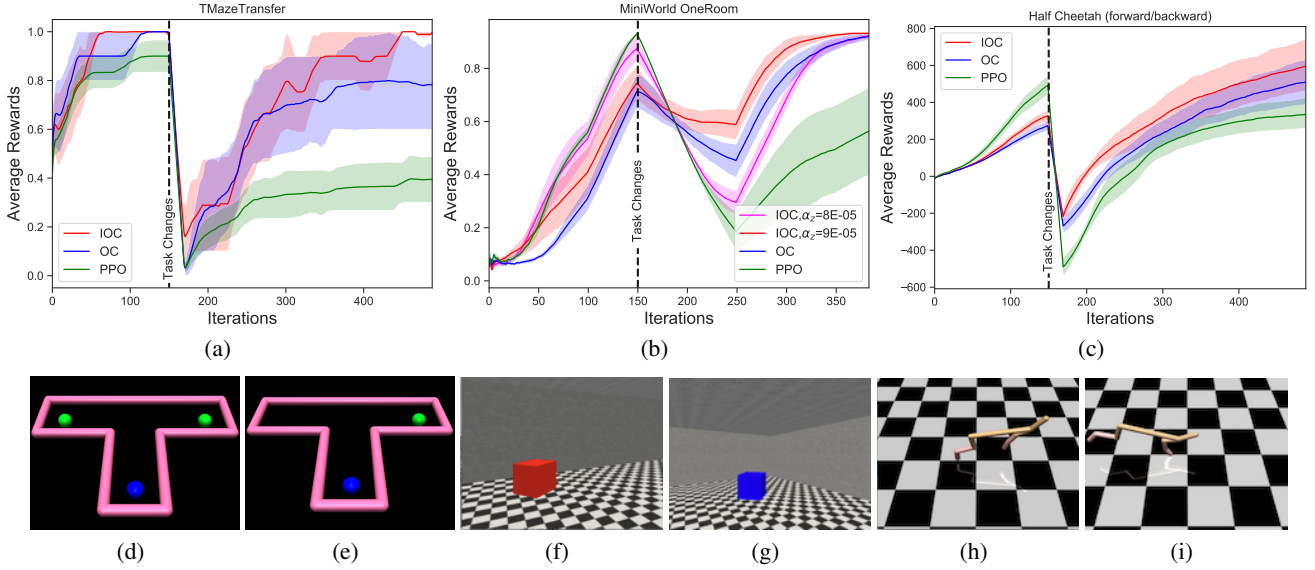 TMazeTransfer
1.0
0.8
0.6
0.4
0.2
0.0
Average Rewards
IOC
OC
PPO
Task Changes
0
100
200
300
400
Iterations
(a)
MiniWorld OneRoom
0.8
0.6
0.4
0.2
0.0
Average Rewards
Task Changes
IOC,αz=8E-05
IOC,αz=9E-05
OC
PPO
0
50
100
150
200
250
300
350
Iterations
(b)
Half Cheetah (forward/backward)
800
600
400
200
0
−200
−400
−600
Average Rewards
IOC
OC
PPO
Task Changes
0
100
200
300
400
Iterations
(c)
(d)
(e)
(f)
(g)
(h)
(i)